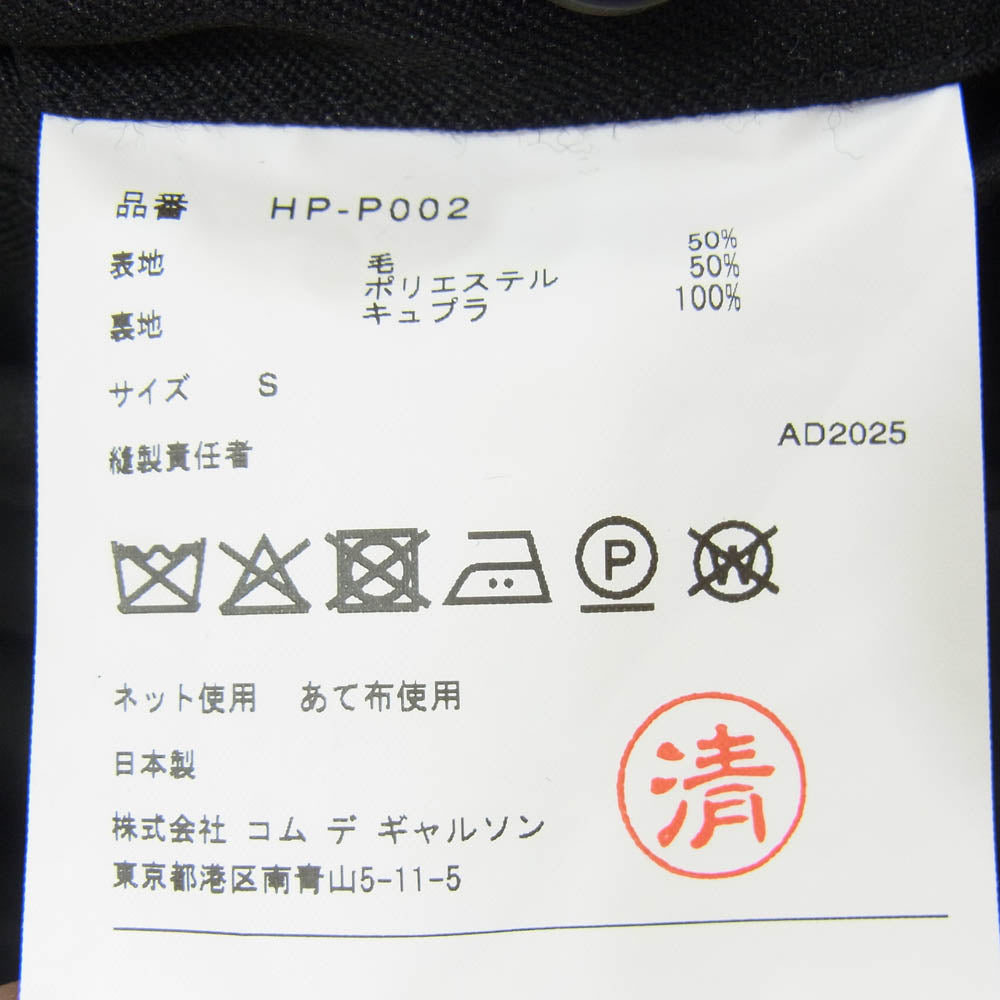 品番 HP-P002
表地 毛 50%
ポリエステル 50%
裏地 キュプラ 100%
サイズ S
縫製責任者
AD2025
P
W
ネット使用 あて布使用
日本製
清
株式会社 コム デ ギャルソン
東京都港区南青山5-11-5